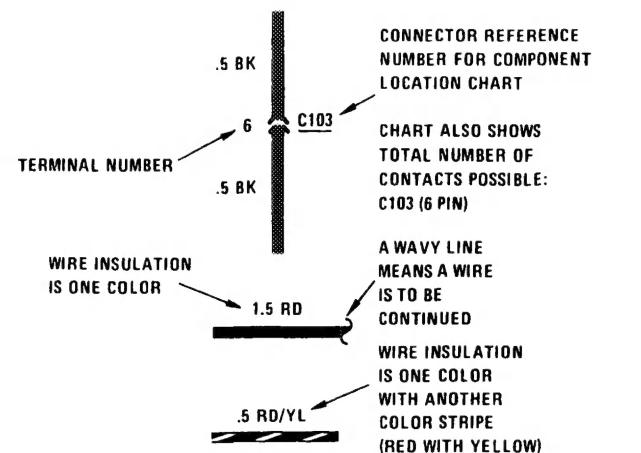 .5 BK
CONNECTOR REFERENCE
NUMBER FOR COMPONENT
LOCATION CHART
6
C103
TERMINAL NUMBER
CHART ALSO SHOWS
TOTAL NUMBER OF
CONTACTS POSSIBLE:
C103 (6 PIN)
.5 BK
WIRE INSULATION
IS ONE COLOR
1.5 RD
A WAVY LINE
MEANS A WIRE
IS TO BE
CONTINUED
.5 RD/YL
WIRE INSULATION
IS ONE COLOR
WITH ANOTHER
COLOR STRIPE
(RED WITH YELLOW)